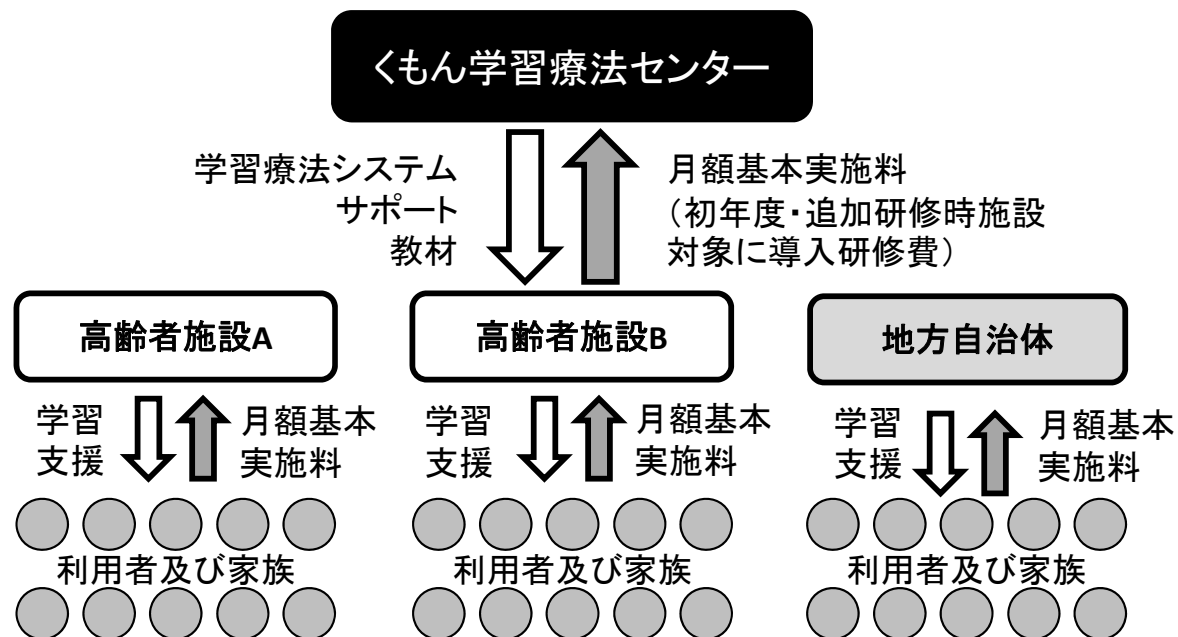 くもん学習療法センター
学習療法システム
サポート
教材
月額基本実施料
（初年度・追加研修時施設
対象に導入研修費）
高齢者施設A
高齢者施設B
地方自治体
学習
支援
月額基本
実施料
学習
支援
月額基本
実施料
学習
支援
月額基本
実施料
利用者及び家族
利用者及び家族
利用者及び家族